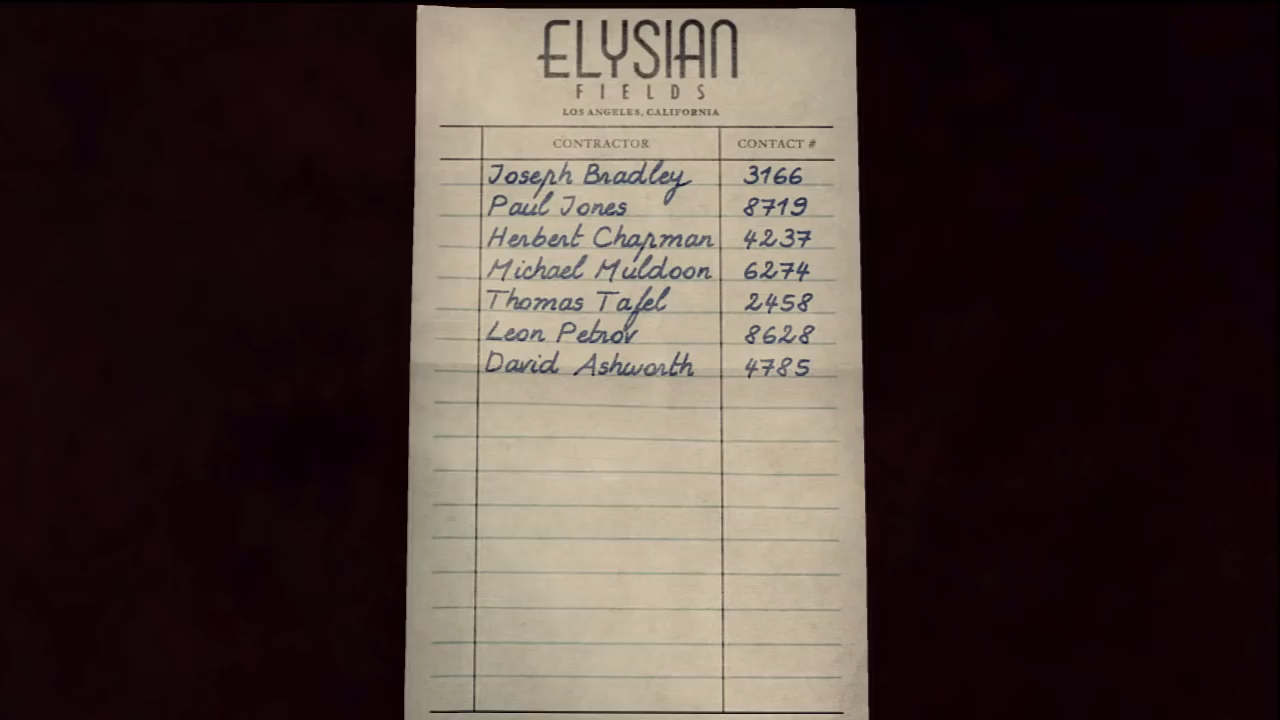 ELYSIAN
FIELDS
LOS ANGELES, CALIFORNIA
CONTRACTOR CONTACT #
Joseph Bradley 3166
Paul Jones 8719
Herbert Chapman 4237
Michael Muldoon 6274
Thomas Tafel 2458
Leon Petrov 8628
David Ashworth 4785